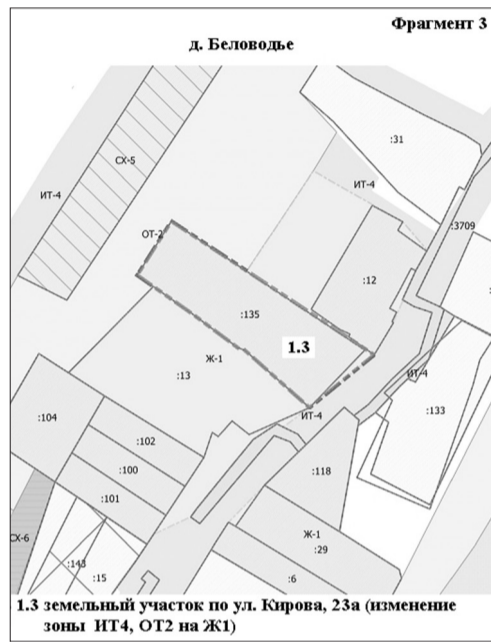 Фрагмент 3
д. Беловодье
:31
СХ-5
ИТ-4
ИТ-4
:3709
ОТ-2
:12
:135
1.3
Ж-1
:13
ИТ-4
ИТ-4
:133
:104
:102
:100
:118
:101
Ж-1
:29
СХ-6
:143
:15
:6
1.3 земельный участок по ул. Кирова, 23а (изменение
зоны ИТ4, ОТ2 на Ж1)